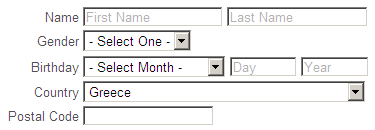 Name First Name Last Name
Gender - Select One -
Birthday - Select Month - Day Year
Country Greece
Postal Code